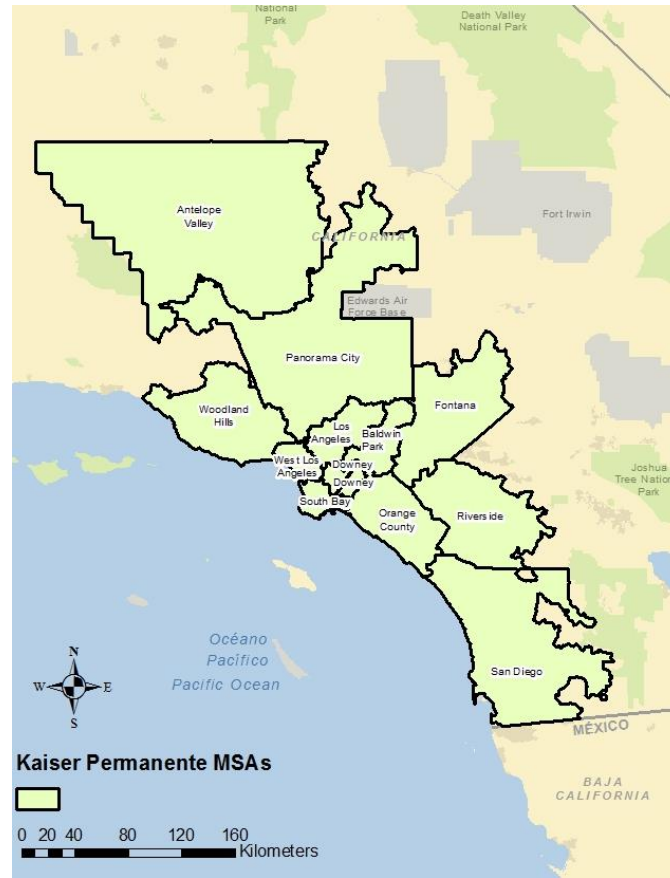 National
Park
Death Valley
National Park
Antelope
Valley
CALIFORNIA
Fort Irwin
Edwards Air
Force Base
Panorama City
Woodland
Hills
Fontana
Los
Angeles
Baldwin
Park
West Los
Angeles
Downey
Downey
South Bay
Orange
County
Riverside
Joshua
Tree Nation
Park
San Diego
Océano
Pacífico
Pacific Ocean
N
W
E
S
MÉXICO
BAJA
CALIFORNIA
Kaiser Permanente MSAs
0 20 40 80 120 160
Kilometers